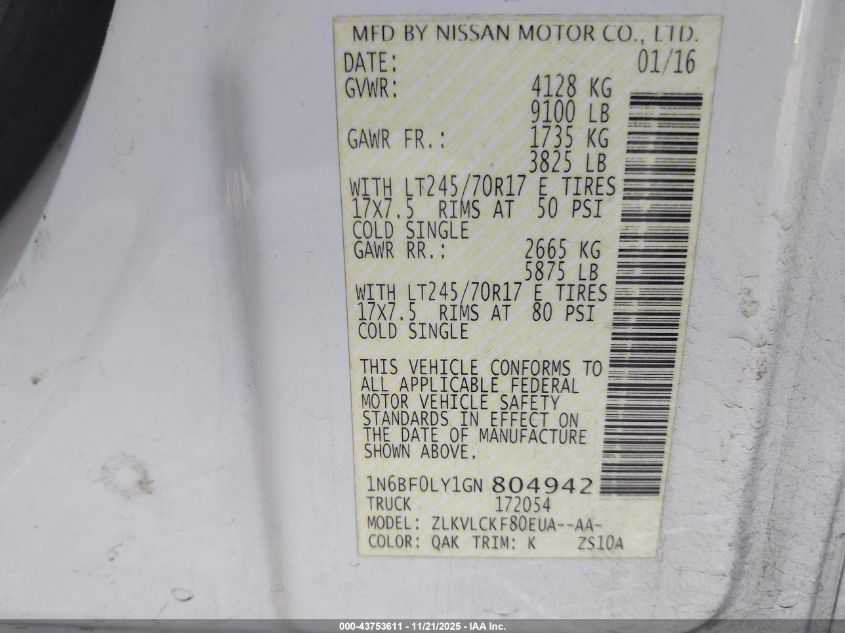 MFD BY NISSAN MOTOR CO., LTD.
DATE: 01/16
GVWR: 4128 KG
9100 LB
GAWR FR.: 1735 KG
3825 LB
WITH LT245/70R17 E TIRES
17X7.5 RIMS AT 50 PSI
COLD SINGLE
GAWR RR.: 2665 KG
5875 LB
WITH LT245/70R17 E TIRES
17X7.5 RIMS AT 80 PSI
COLD SINGLE
THIS VEHICLE CONFORMS TO
ALL APPLICABLE FEDERAL
MOTOR VEHICLE SAFETY
STANDARDS IN EFFECT ON
THE DATE OF MANUFACTURE
SHOWN ABOVE.
1N6BF0LY1GN 804942
TRUCK 172054
MODEL: ZLKVLCKF80EUA--AA-
COLOR: QAK TRIM: K ZS10A
000-43753611 - 11/21/2025 - IAA Inc.